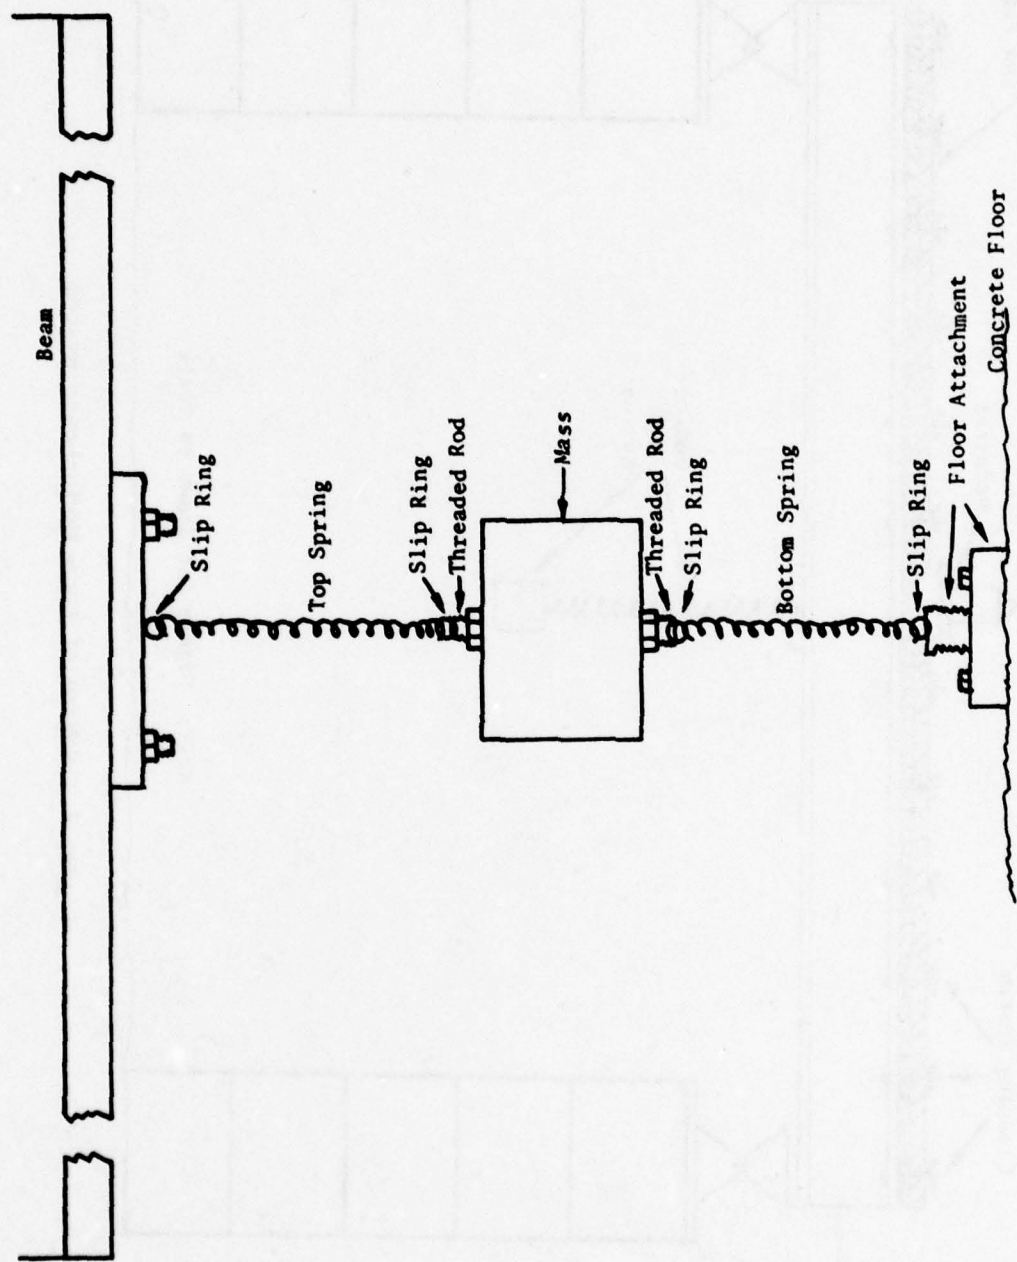 Beam
Slip Ring
Top Spring
Slip Ring
Threaded Rod
Mass
Threaded Rod
Slip Ring
Bottom Spring
Slip Ring
Floor Attachment
Concrete Floor